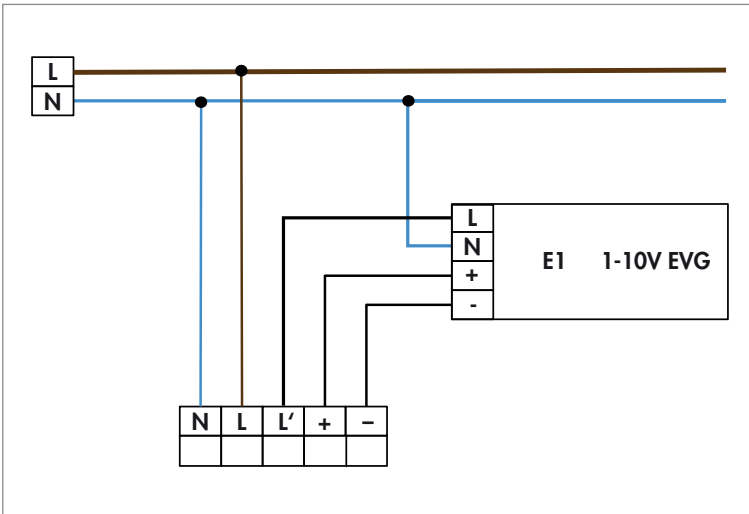 L
N
L
N
+
-
E1 1-10V EVG
N L L‘ + –